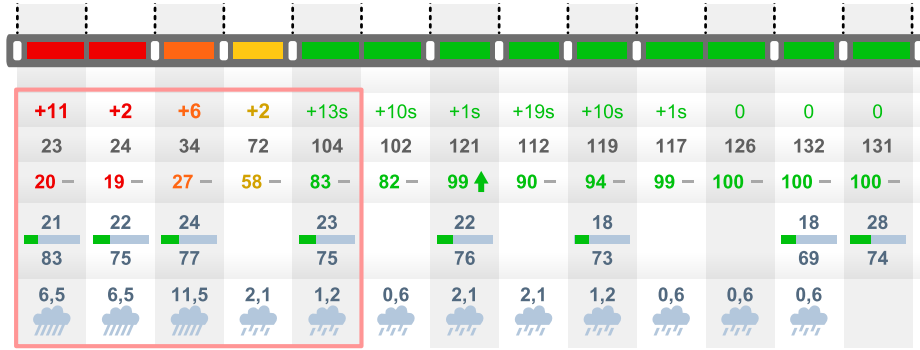 +11 +2 +6 +2 +13s +10s +1s +19s +10s +1s 0 0 0
23 24 34 72 104 102 121 112 119 117 126 132 131
20 19 27 58 83 82 99 90 94 99 100 100 100
21 22 24 23 22 18 18 28
83 75 77 75 76 73 69 74
6,5 6,5 11,5 2,1 1,2 0,6 2,1 2,1 1,2 0,6 0,6 0,6